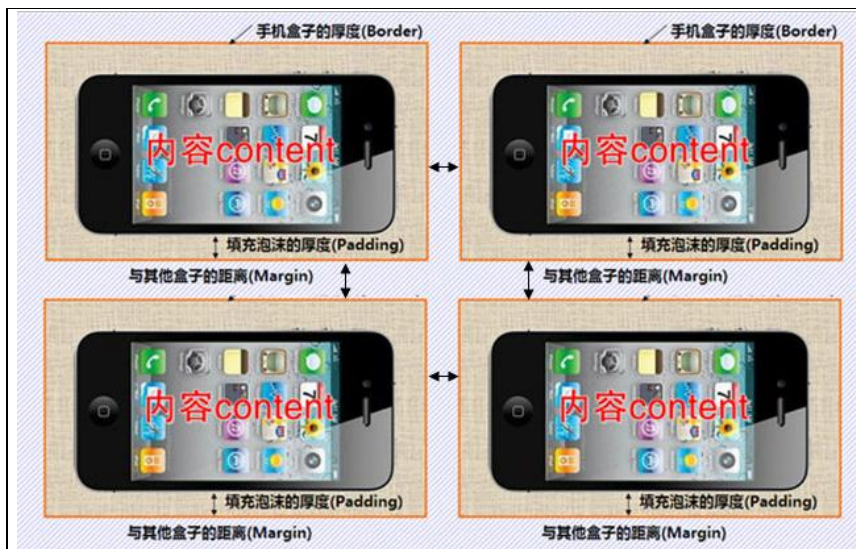 手机盒子的厚度(Border)
手机盒子的厚度(Border)
内容content
内容content
填充泡沫的厚度(Padding)
填充泡沫的厚度(Padding)
与其他盒子的距离(Margin)
与其他盒子的距离(Margin)
内容content
内容content
填充泡沫的厚度(Padding)
填充泡沫的厚度(Padding)
与其他盒子的距离(Margin)
与其他盒子的距离(Margin)